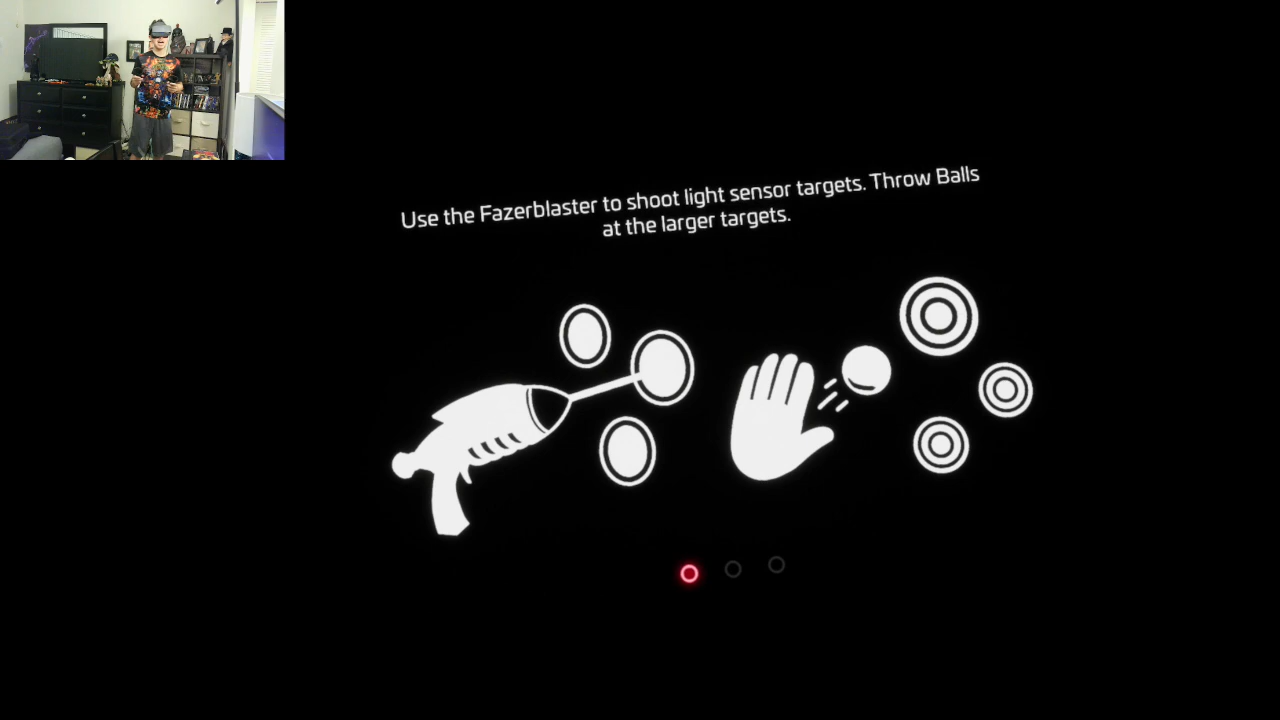 Use the Fazerblaster to shoot light sensor targets. Throw Balls
at the larger targets.